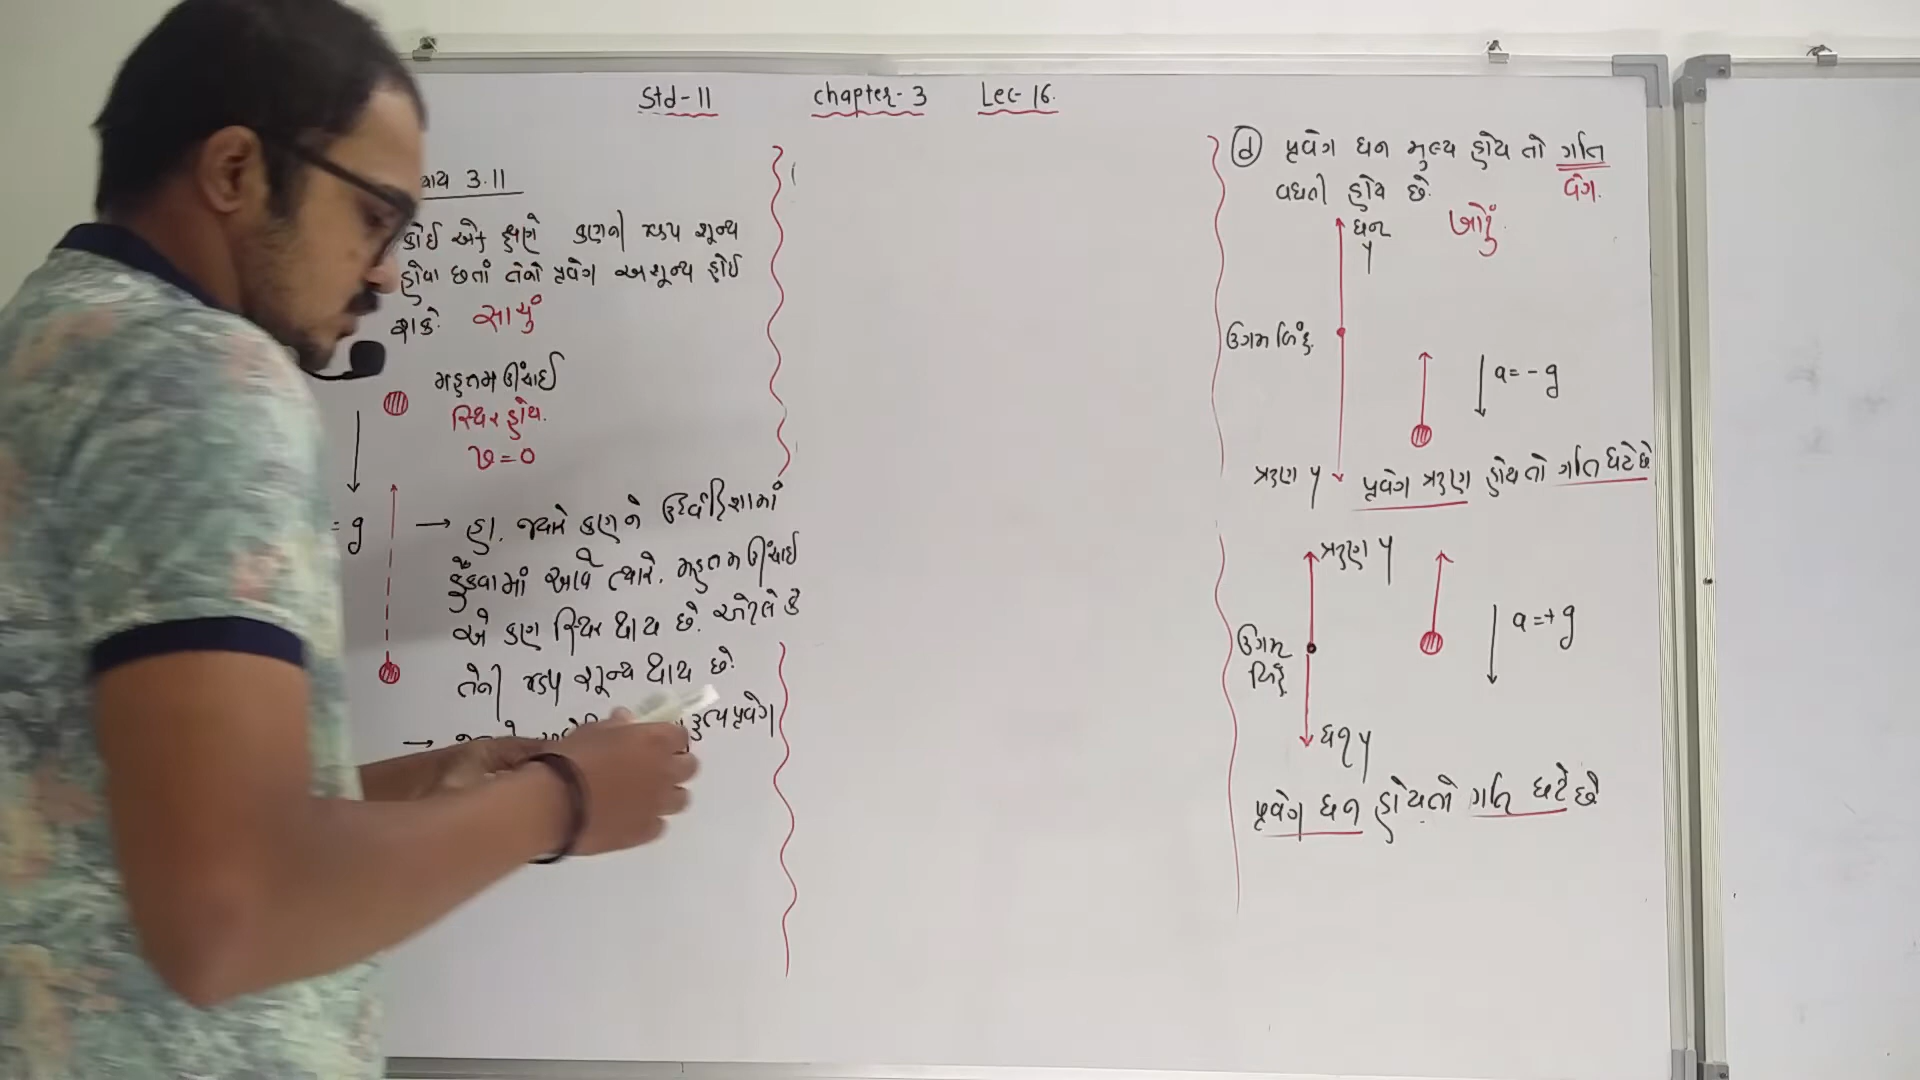 Std-11 chapter-3 Lec-16.
3.11
કોઈ એક ક્ષણે કણની ઝડપ શૂન્ય
હોવા છતાં તેનો પ્રવેગ અશૂન્ય હોઈ
શકે. સાચું
મહત્તમ ઊંચાઈ
સ્થિર હોય.
v=0
= g
→ હા. જ્યારે કણને ઉર્ધ્વદિશામાં
ફેંકવામાં આવે ત્યારે. મહત્તમ ઊંચાઈ
એ કણ સ્થિર થાય છે. એટલે કે
તેની ઝડપ શૂન્ય થાય છે.
→ પ્રવેગ
(d) પ્રવેગ ધન મુલ્ય હોય તો ગતિ
વધતી હોય છે. વેગ.
ખોટું
ધન y
ઉગમબિંદુ
a=-g
ઋણ y
પ્રવેગ ઋણ હોય તો ગતિ ઘટે છે
ઋણ y
ઉગમ
બિંદુ
a=+g
ધન y
પ્રવેગ ધન હોય તો ગતિ ઘટે છે